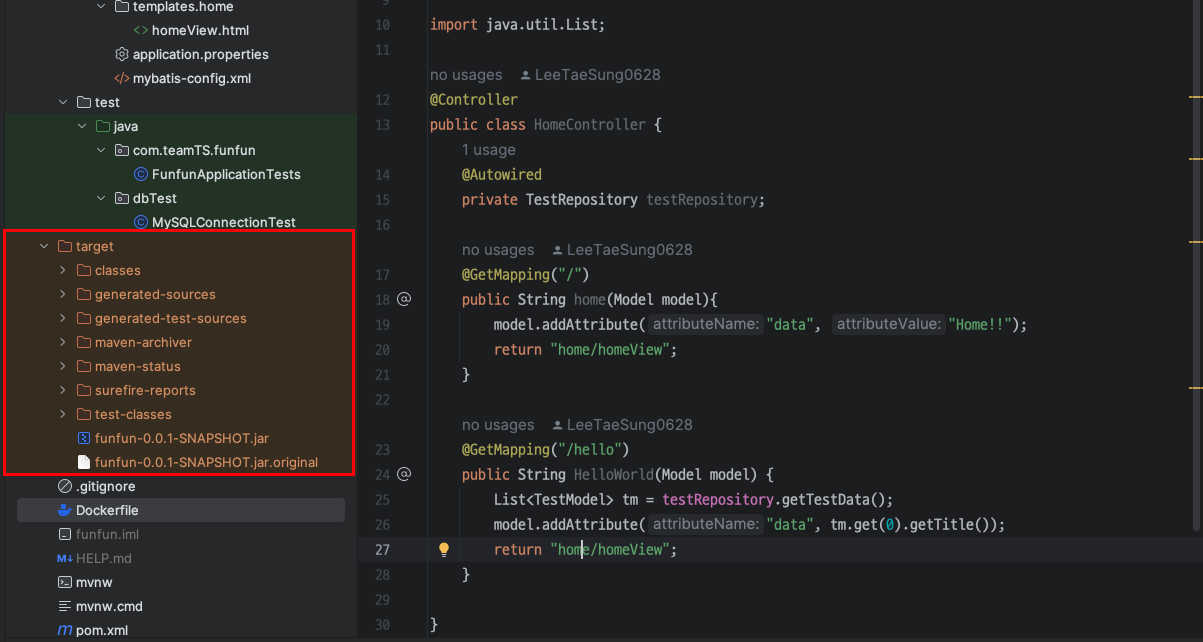 templates.home
homeView.html
application.properties
mybatis-config.xml
test
java
com.teamTS.funfun
FunfunApplicationTests
dbTest
MySQLConnectionTest
target
classes
generated-sources
generated-test-sources
maven-archiver
maven-status
surefire-reports
test-classes
funfun-0.0.1-SNAPSHOT.jar
funfun-0.0.1-SNAPSHOT.jar.original
.gitignore
Dockerfile
funfun.iml
M↓ HELP.md
mvnw
mvnw.cmd
m pom.xml
9
10 import java.util.List;
11
no usages LeeTaeSung0628
12 @Controller
13 public class HomeController {
1 usage
14 @Autowired
15 private TestRepository testRepository;
16
no usages LeeTaeSung0628
17 @GetMapping("/")
18 public String home(Model model){
19 model.addAttribute( attributeName: "data", attributeValue: "Home!!");
20 return "home/homeView";
21 }
22
no usages LeeTaeSung0628
23 @GetMapping("/hello")
24 public String HelloWorld(Model model) {
25 List<TestModel> tm = testRepository.getTestData();
26 model.addAttribute( attributeName: "data", tm.get(0).getTitle());
27 return "home/homeView";
28 }
29
30 }